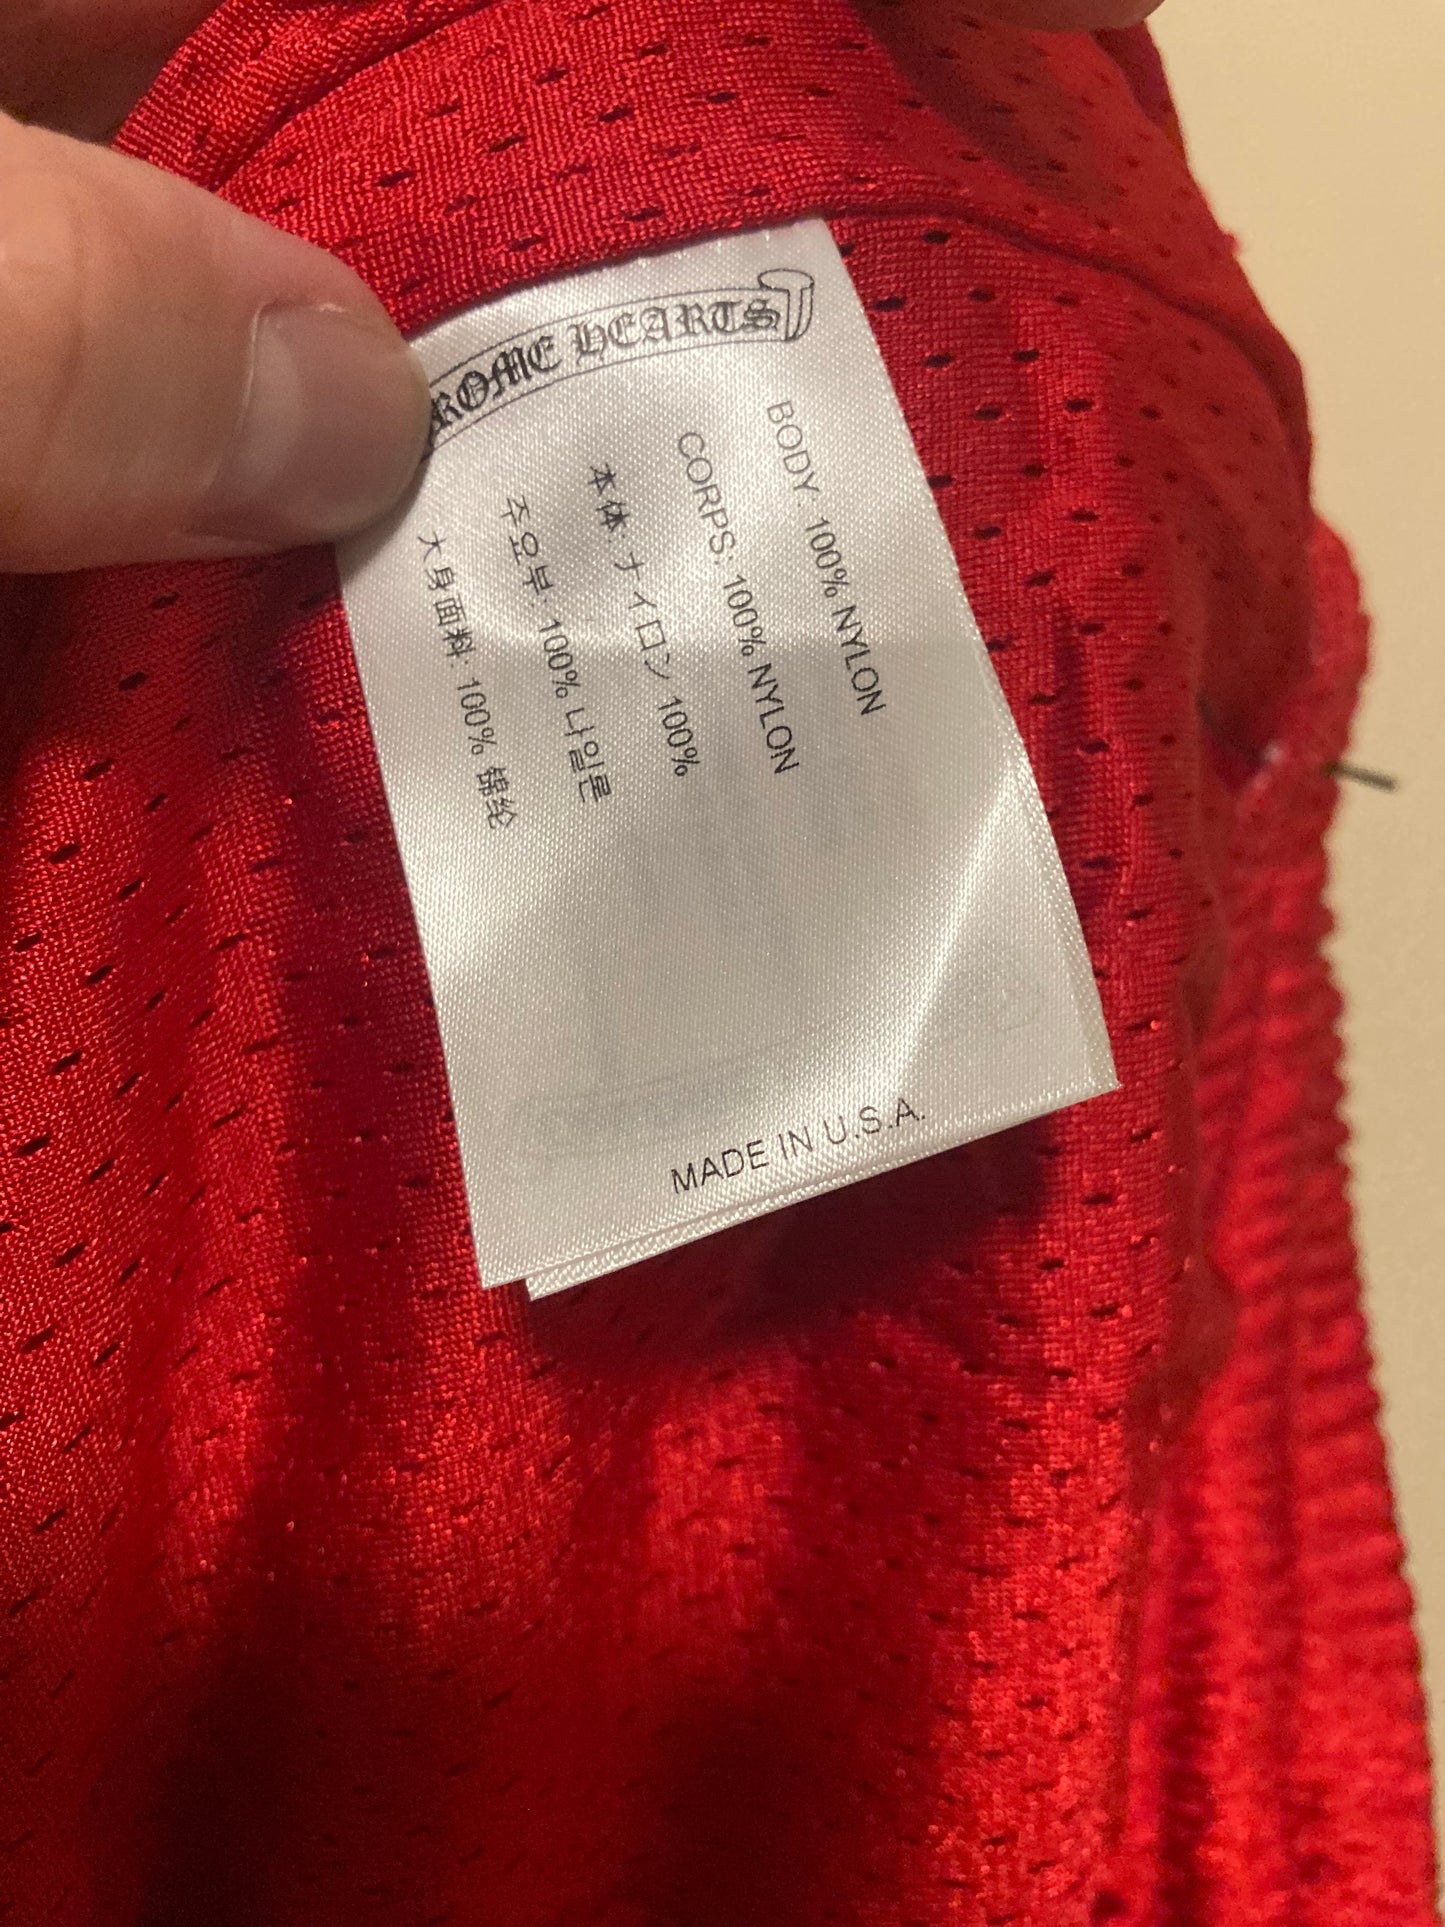 ROME HEARTS
BODY: 100% NYLON
CORPS: 100% NYLON
本体: ナイロン 100%
주요부: 100% 나일론
大身面料: 100% 锦纶
MADE IN U.S.A.